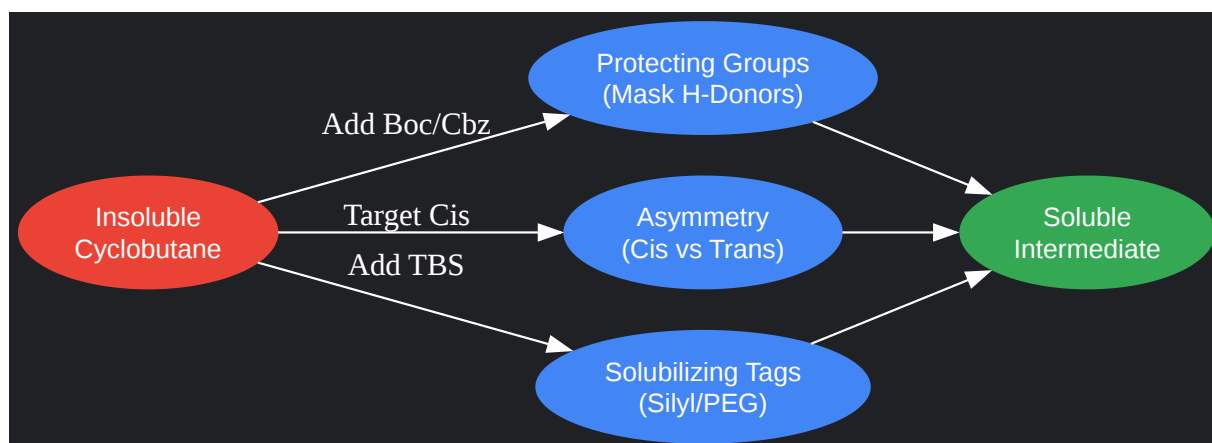 Protecting Groups
(Mask H-Donors)
Add Boc/Cbz
Insoluble
Cyclobutane
Target Cis
Asymmetry
(Cis vs Trans)
Soluble
Intermediate
Add TBS
Solubilizing Tags
(Silyl/PEG)